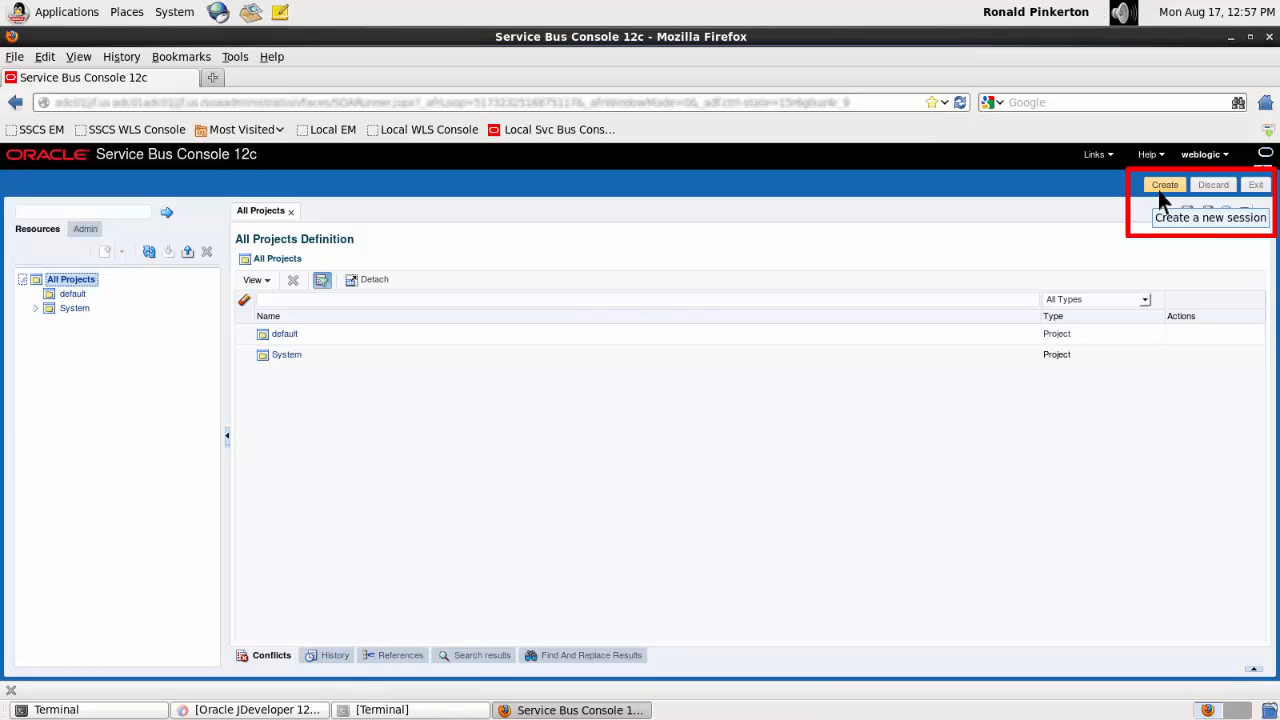 Applications Places System Ronald Pinkerton Mon Aug 17, 12:57 PM
Service Bus Console 12c - Mozilla Firefox
File Edit View History Bookmarks Tools Help
Service Bus Console 12c
Google
SSCS EM SSCS WLS Console Most Visited Local EM Local WLS Console Local Svc Bus Cons...
ORACLE Service Bus Console 12c Links Help weblogic
Create Discard Exit
Create a new session
All Projects
Resources Admin
All Projects Definition
All Projects
View Detach
All Projects
default
System
All Types
Name Type Actions
default Project
System Project
Conflicts History References Search results Find And Replace Results
Terminal [Oracle JDeveloper 12... [Terminal] Service Bus Console 1...